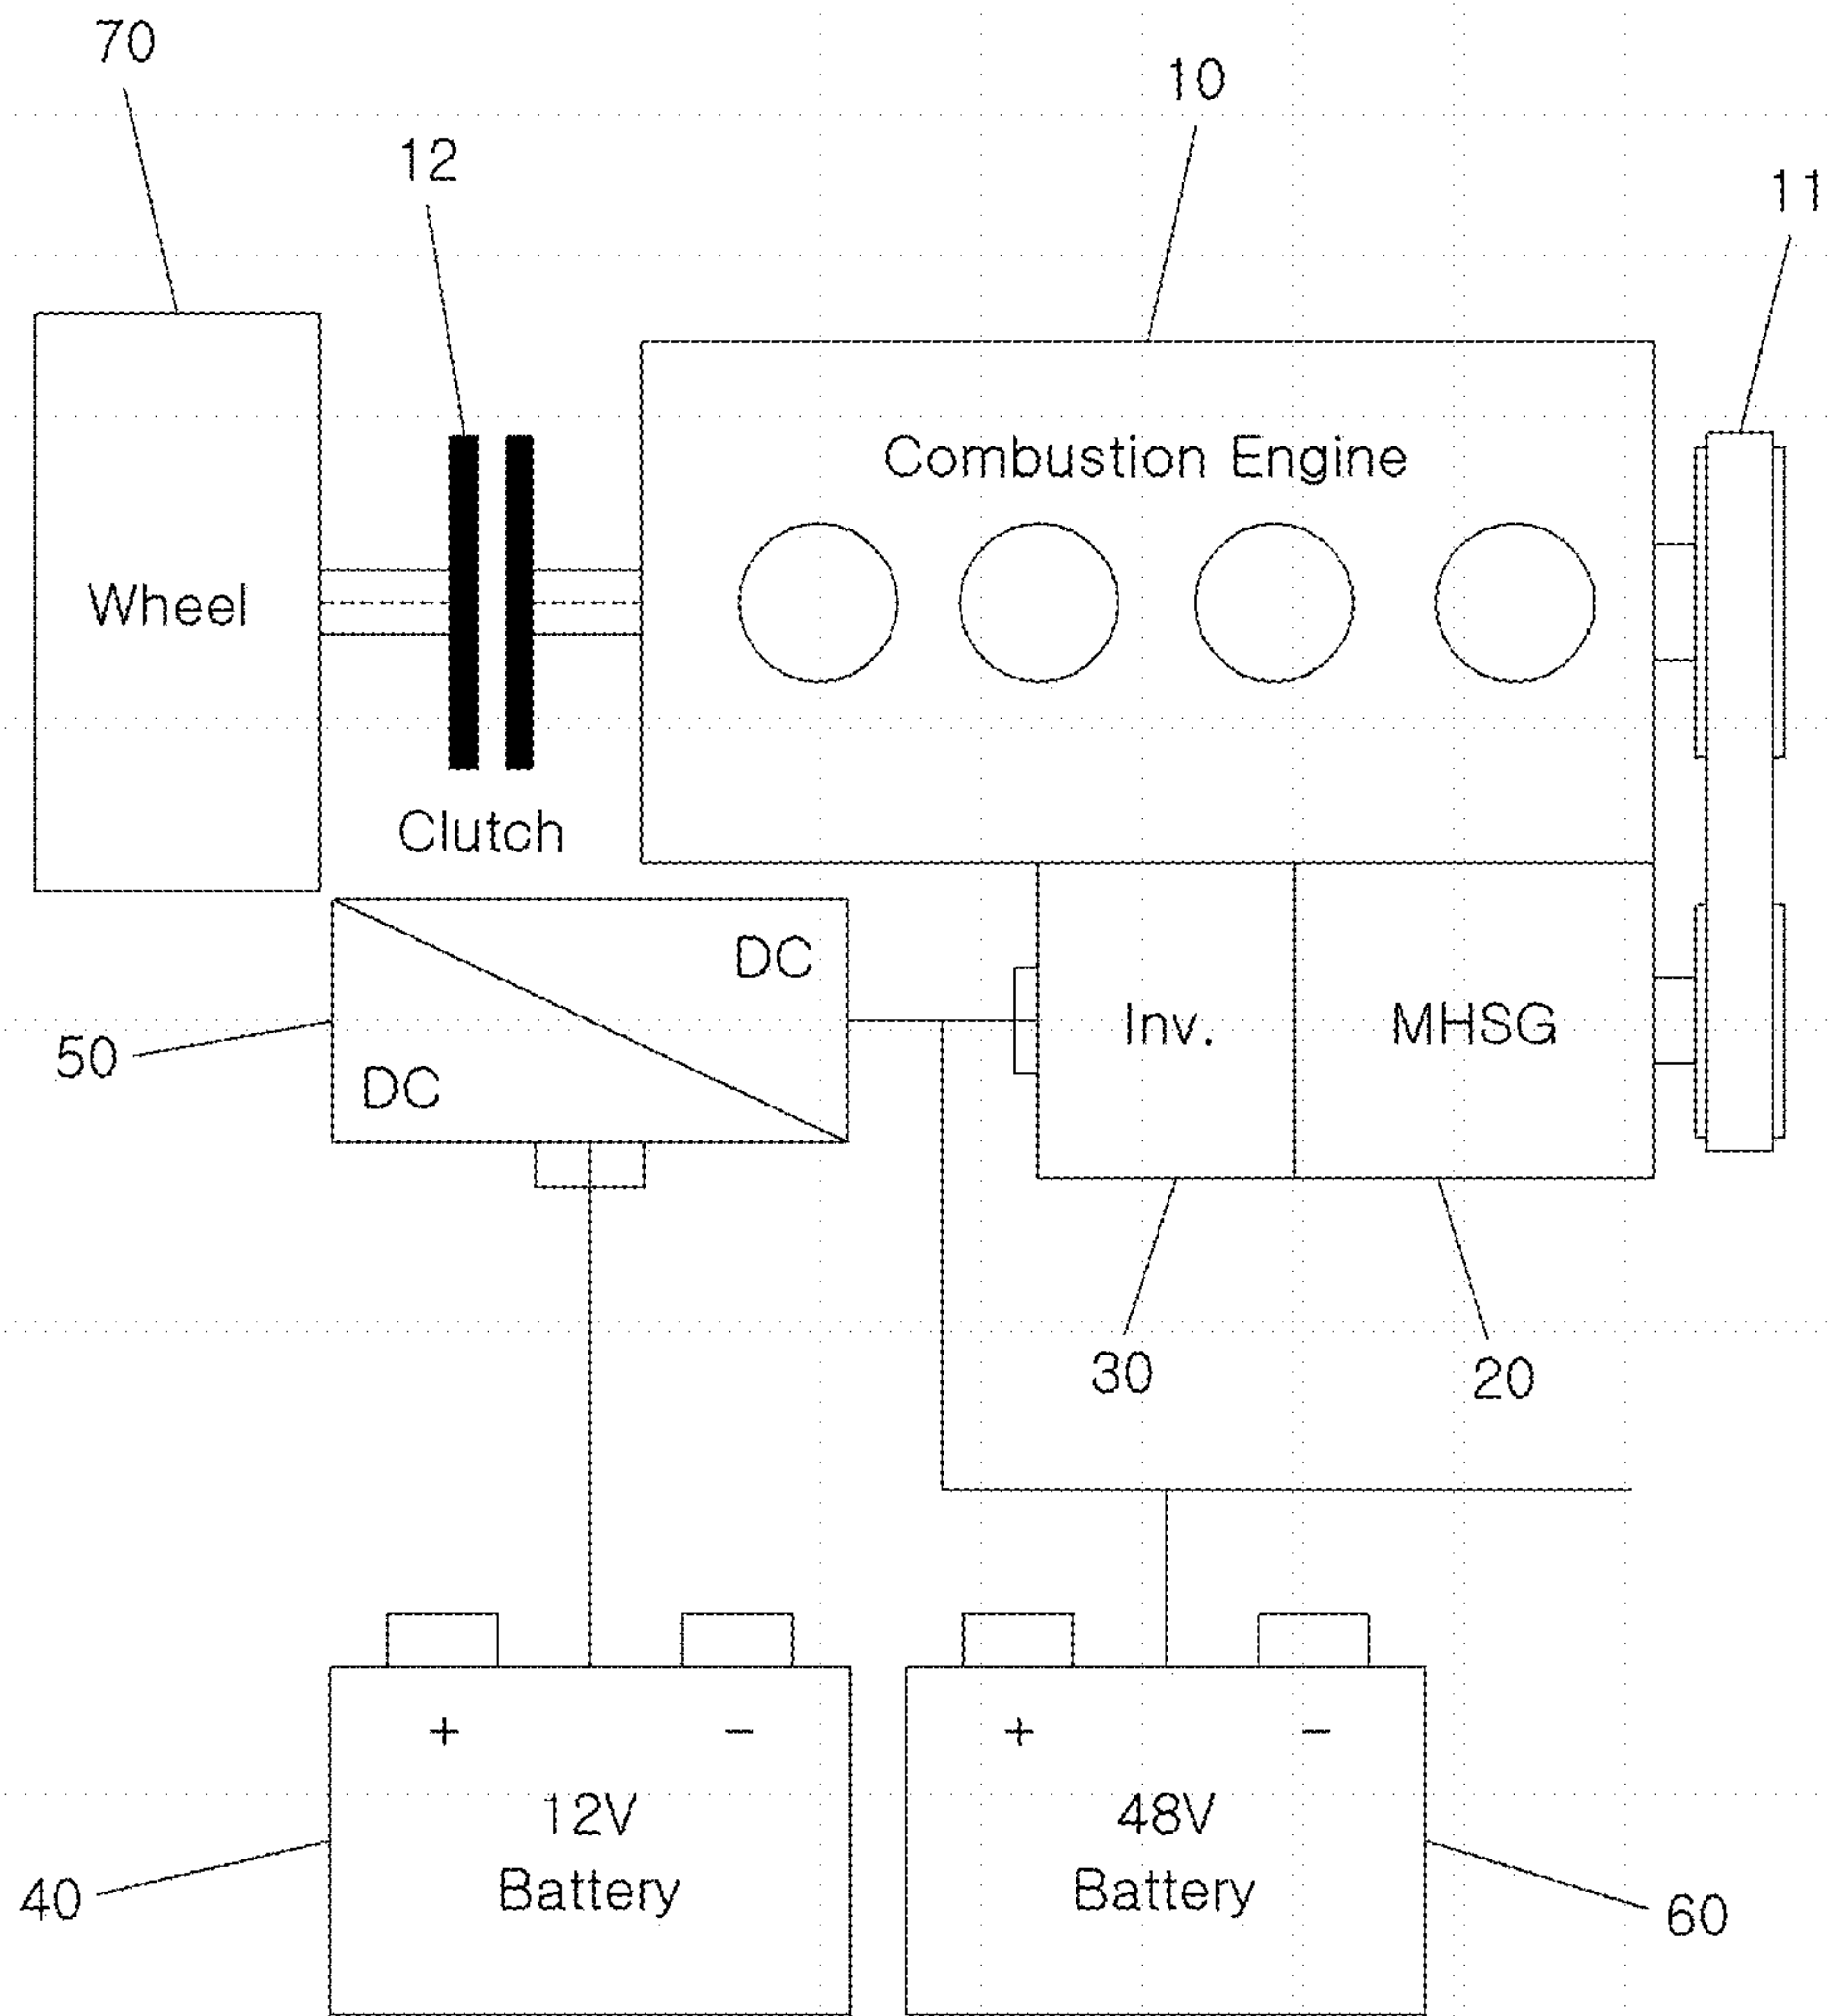 70
10
12
11
Combustion Engine
Wheel
Clutch
DC
Inv.
MHSG
50
DC
30
20
+
−
+
−
12V
48V
Battery
Battery
40
60